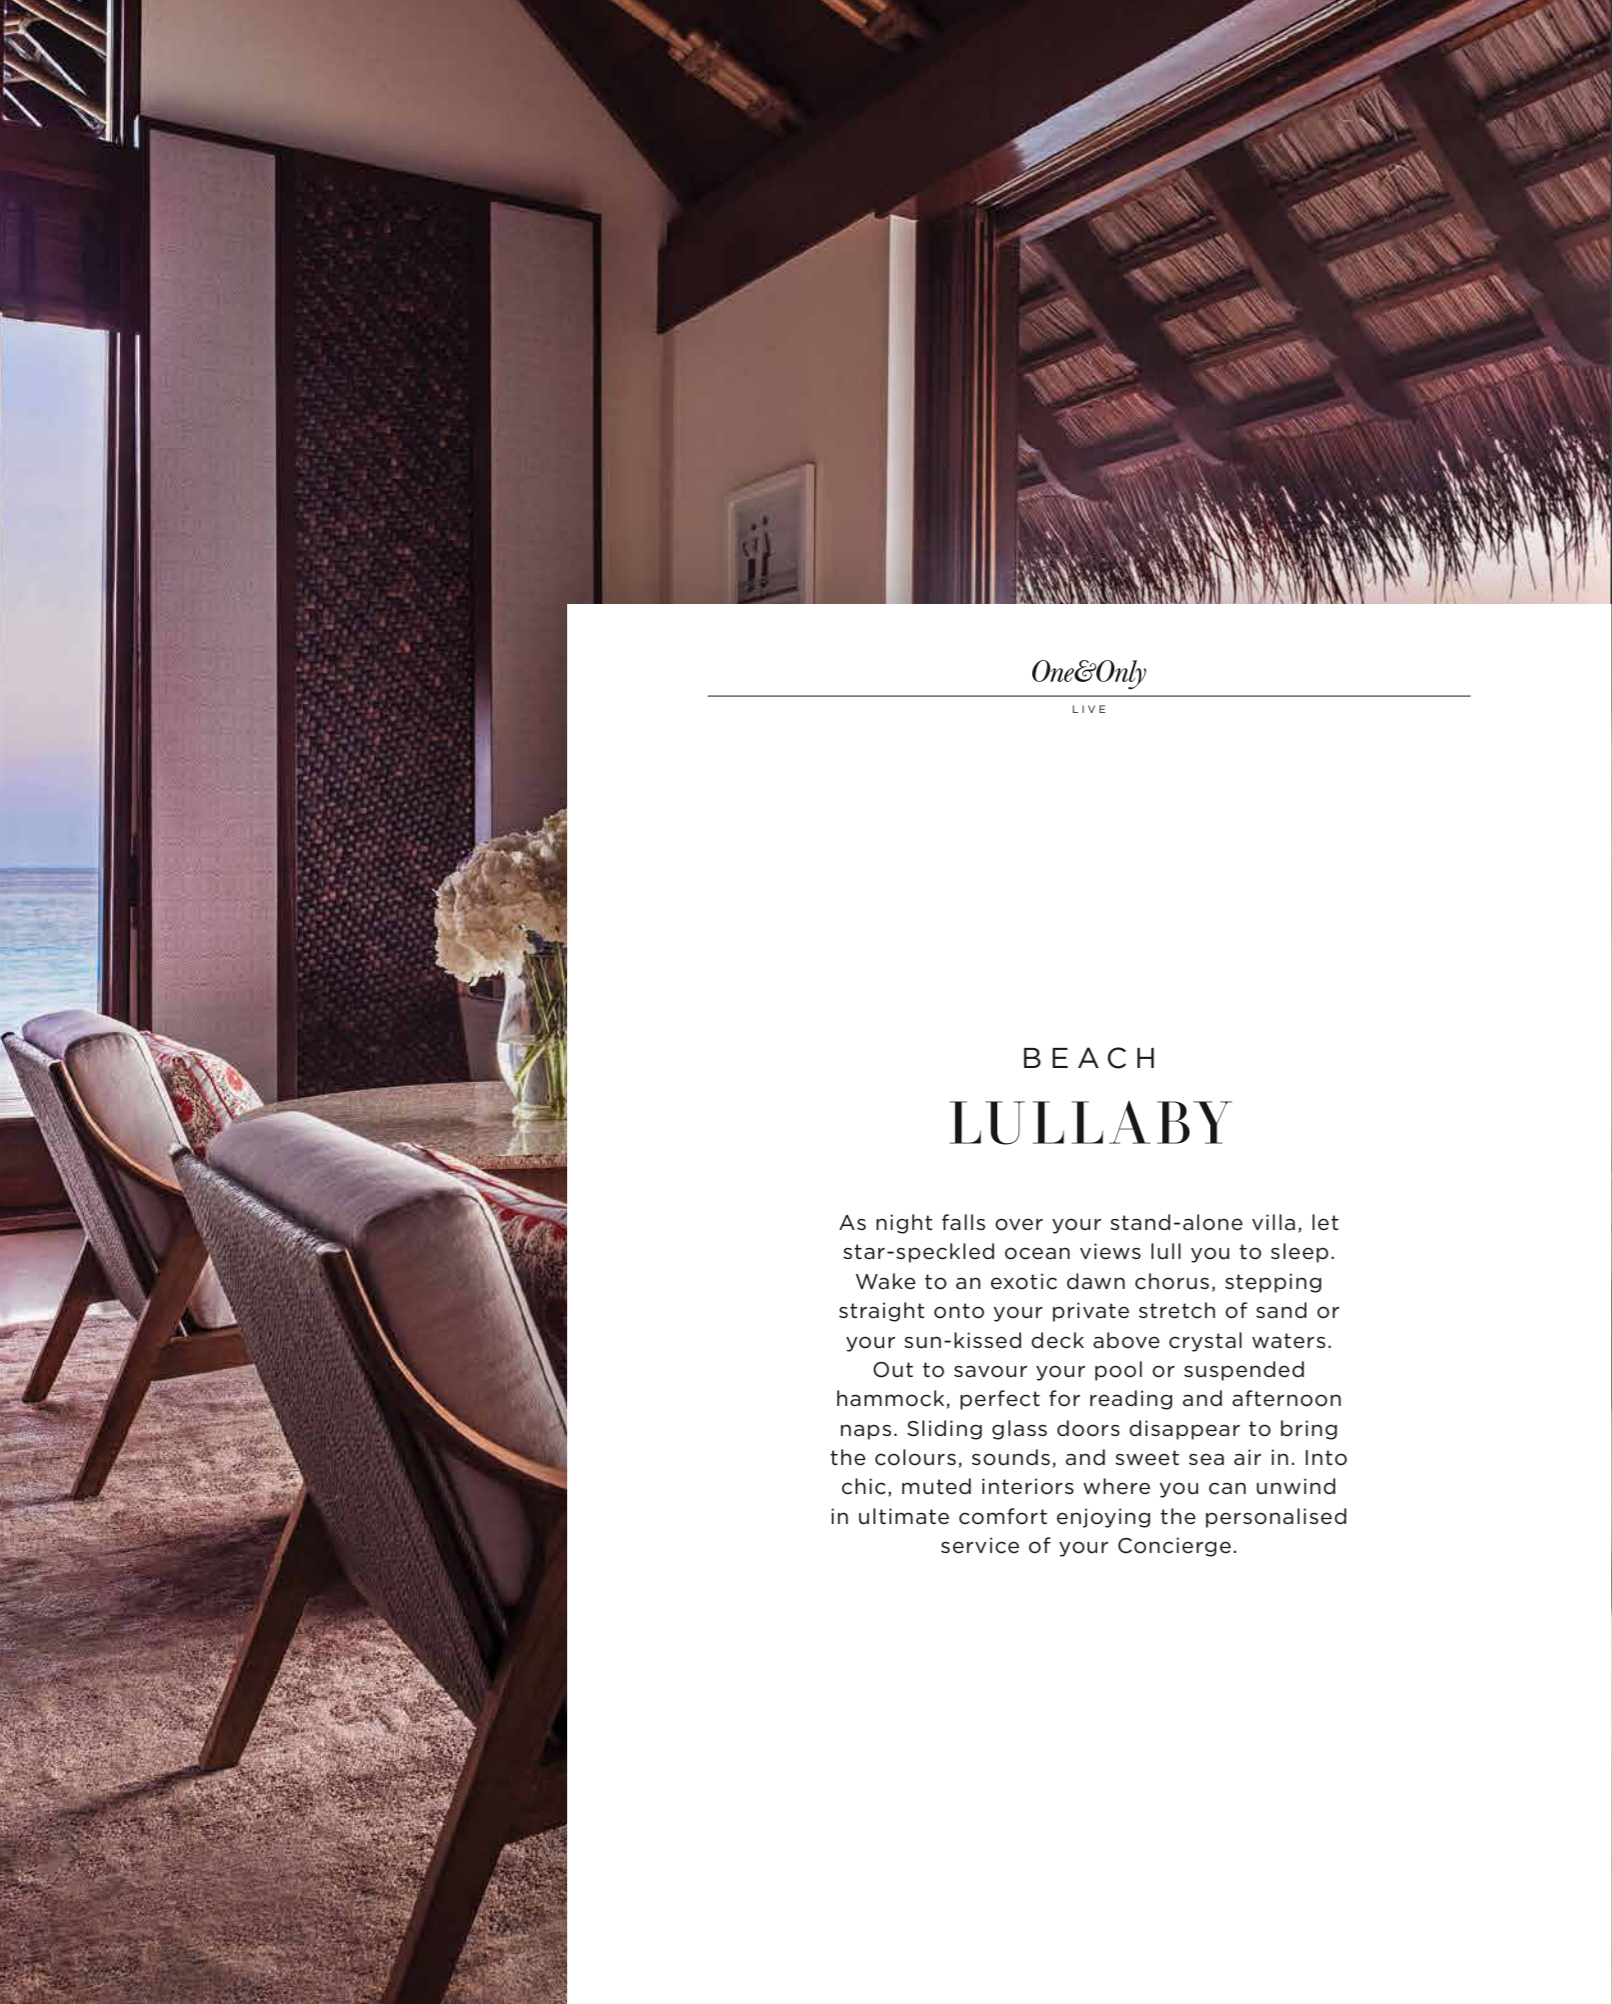 One&Only
LIVE
BEACH
LULLABY
As night falls over your stand-alone villa, let
star-speckled ocean views lull you to sleep.
Wake to an exotic dawn chorus, stepping
straight onto your private stretch of sand or
your sun-kissed deck above crystal waters.
Out to savour your pool or suspended
hammock, perfect for reading and afternoon
naps. Sliding glass doors disappear to bring
the colours, sounds, and sweet sea air in. Into
chic, muted interiors where you can unwind
in ultimate comfort enjoying the personalised
service of your Concierge.